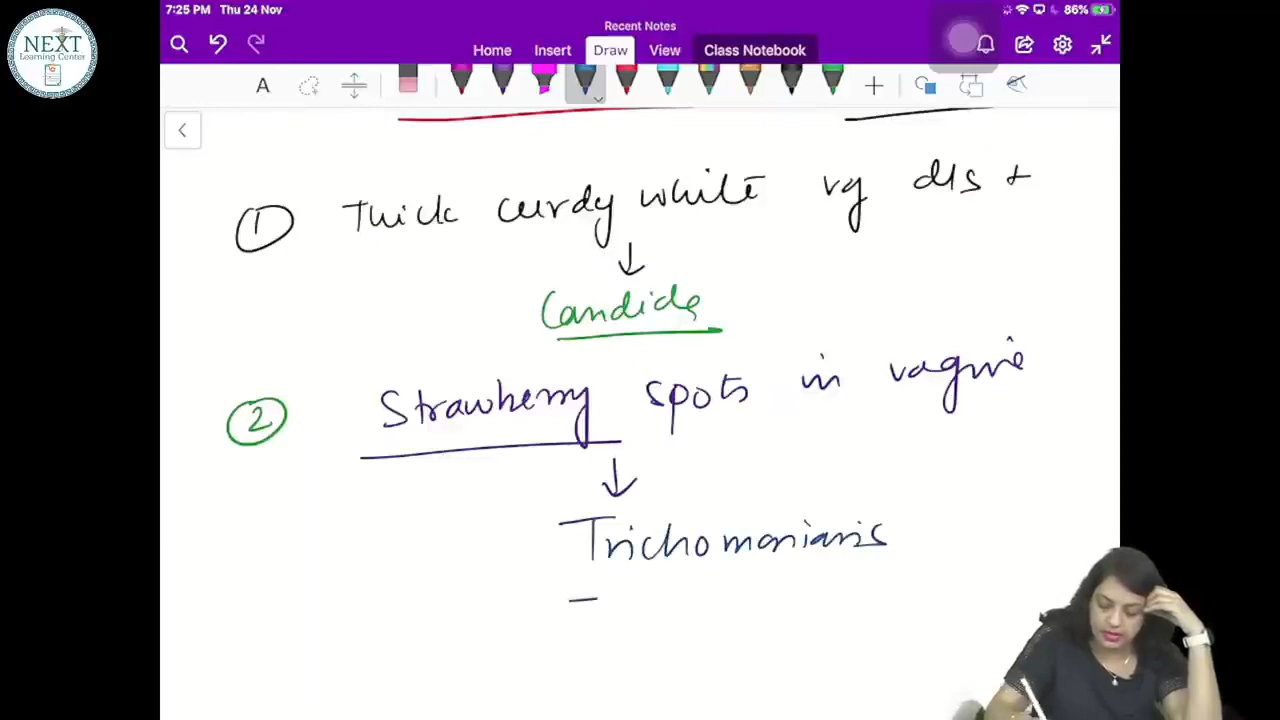 7:25 PM Thu 24 Nov
86%
NEXT
Learning Center
Recent Notes
Home Insert Draw View Class Notebook
A
① Thick curdy white vg dis +
↓
Candida
② Strawberry spots in vagina
↓
Trichomoniasis